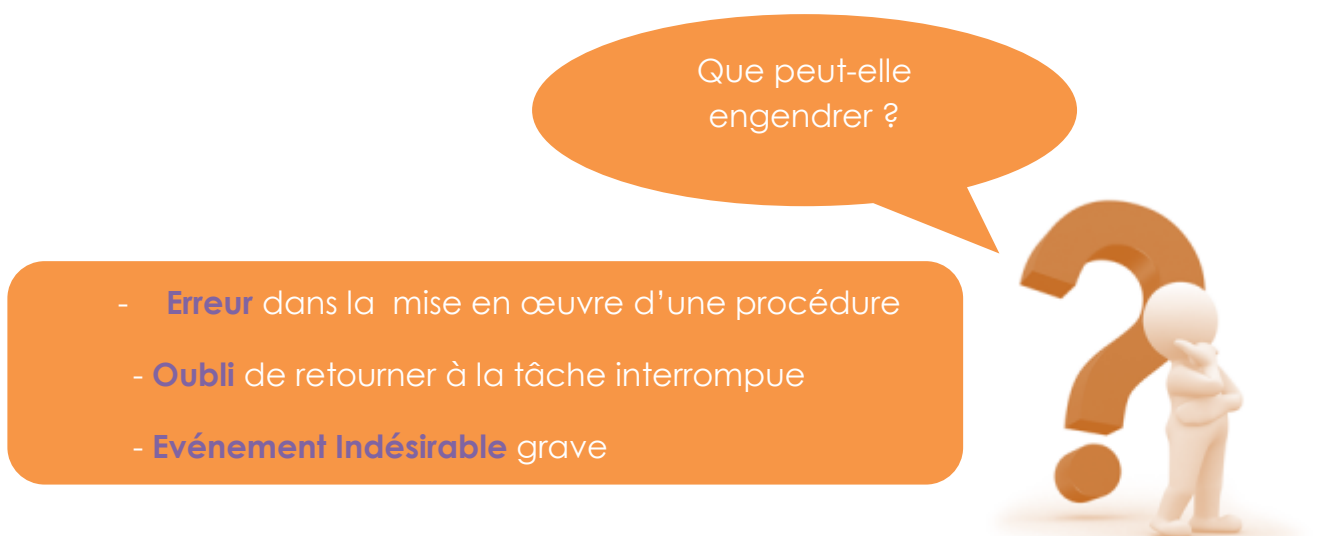 Que peut-elle
engendrer ?
- Erreur dans la mise en œuvre d’une procédure
- Oubli de retourner à la tâche interrompue
- Evénement Indésirable grave